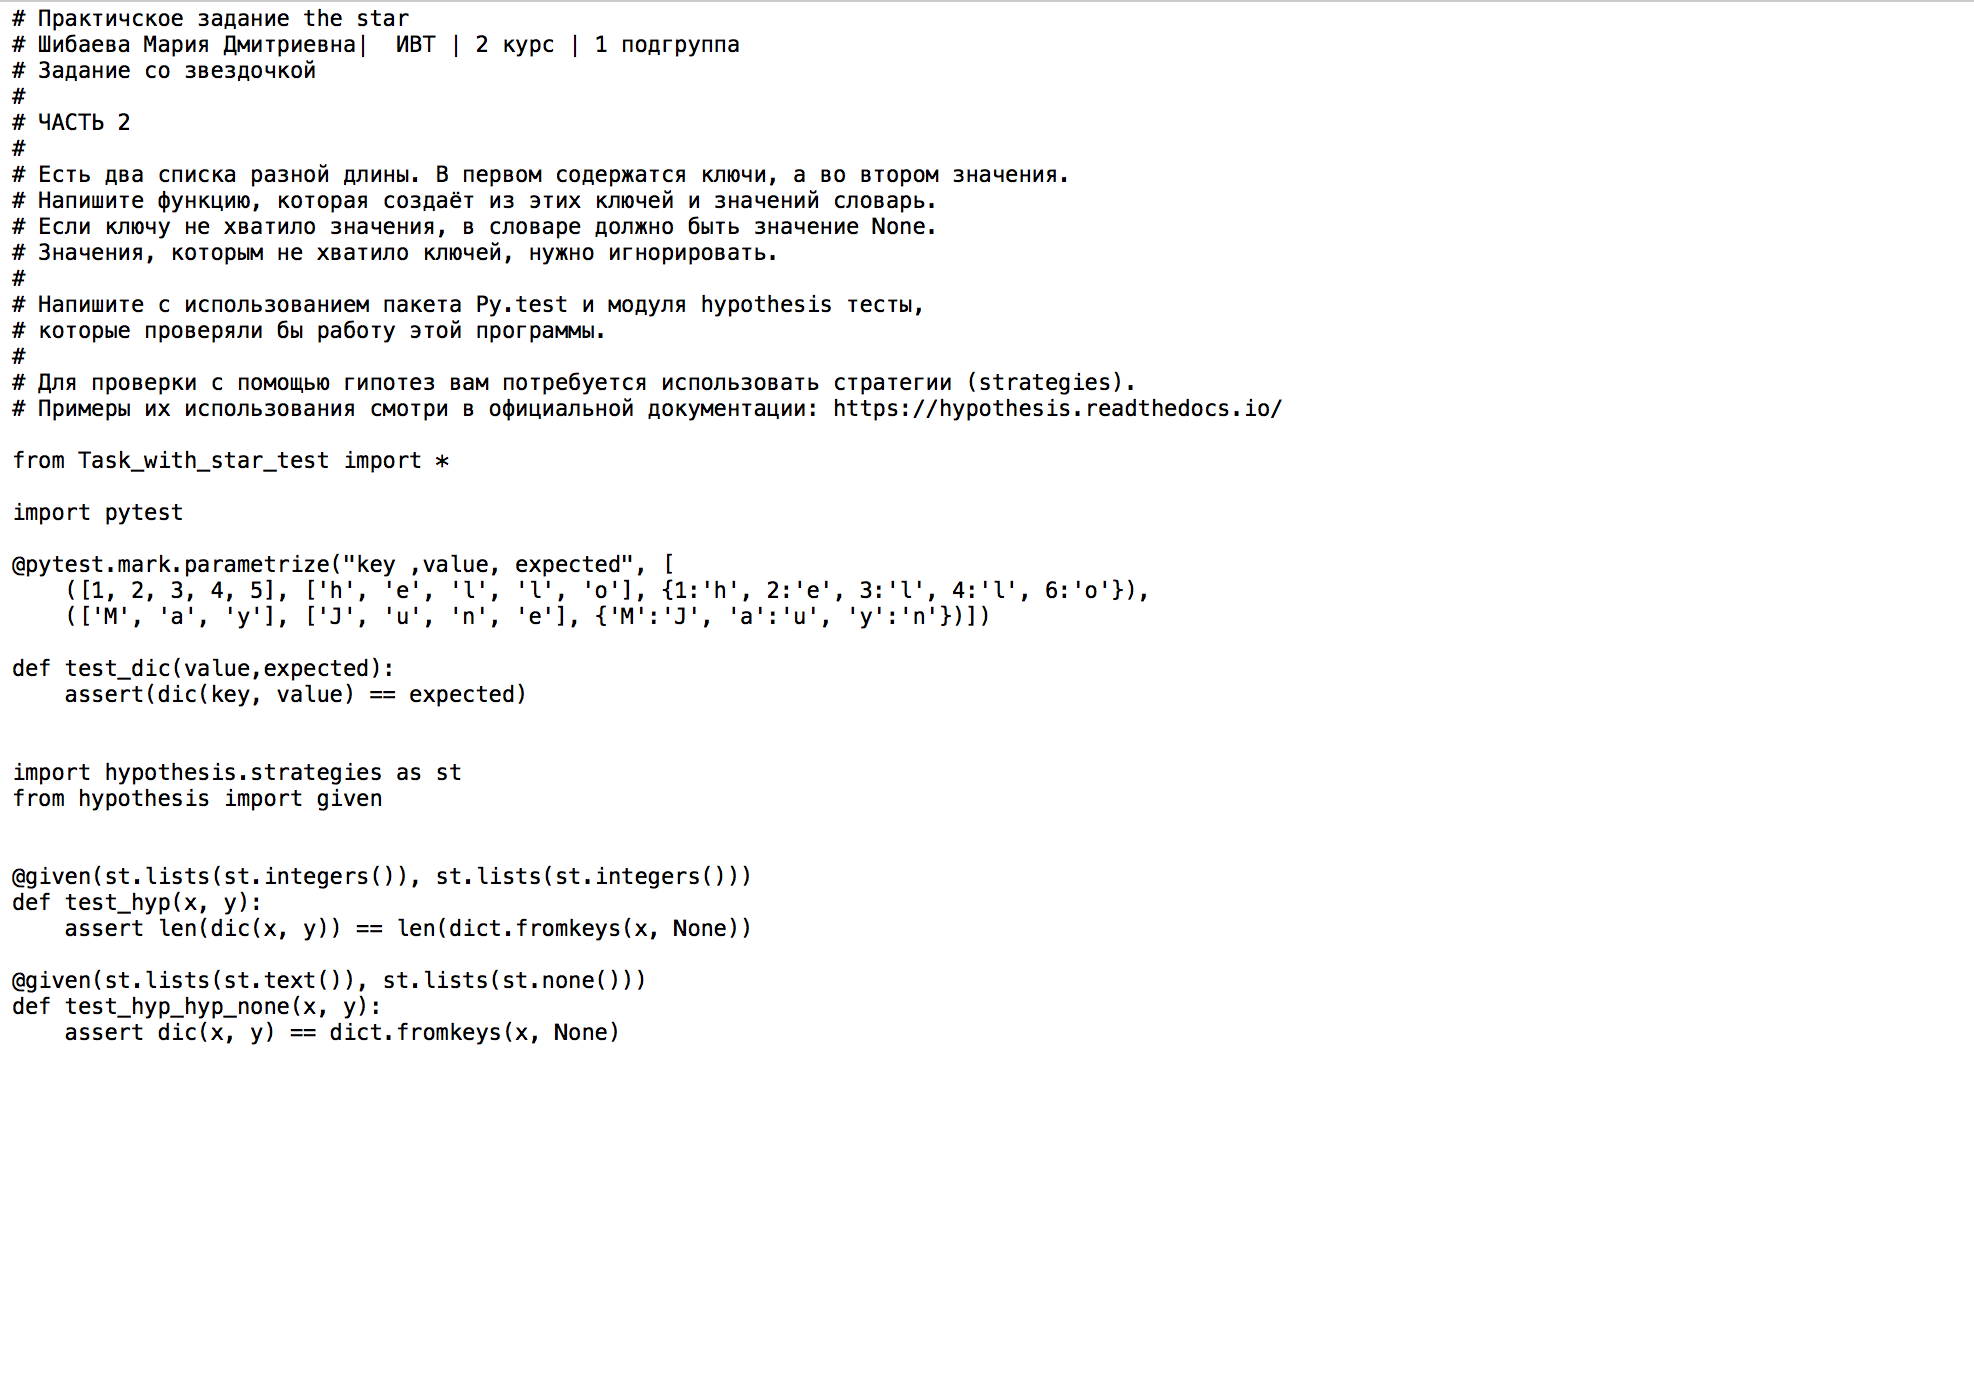 # Практичское задание the star
# Шибаева Мария Дмитриевна|  ИВТ | 2 курс | 1 подгруппа
# Задание со звездочкой
#
# ЧАСТЬ 2
#
# Есть два списка разной длины. В первом содержатся ключи, а во втором значения.
# Напишите функцию, которая создаёт из этих ключей и значений словарь.
# Если ключу не хватило значения, в словаре должно быть значение None.
# Значения, которым не хватило ключей, нужно игнорировать.
#
# Напишите с использованием пакета Py.test и модуля hypothesis тесты,
# которые проверяли бы работу этой программы.
#
# Для проверки с помощью гипотез вам потребуется использовать стратегии (strategies).
# Примеры их использования смотри в официальной документации: https://hypothesis.readthedocs.io/

from Task_with_star_test import *

import pytest

@pytest.mark.parametrize("key ,value, expected", [
    ([1, 2, 3, 4, 5], ['h', 'e', 'l', 'l', 'o'], {1:'h', 2:'e', 3:'l', 4:'l', 6:'o'}),
    (['M', 'a', 'y'], ['J', 'u', 'n', 'e'], {'M':'J', 'a':'u', 'y':'n'})])

def test_dic(value,expected):
    assert(dic(key, value) == expected)


import hypothesis.strategies as st
from hypothesis import given


@given(st.lists(st.integers()), st.lists(st.integers()))
def test_hyp(x, y):
    assert len(dic(x, y)) == len(dict.fromkeys(x, None))

@given(st.lists(st.text()), st.lists(st.none()))
def test_hyp_hyp_none(x, y):
    assert dic(x, y) == dict.fromkeys(x, None)